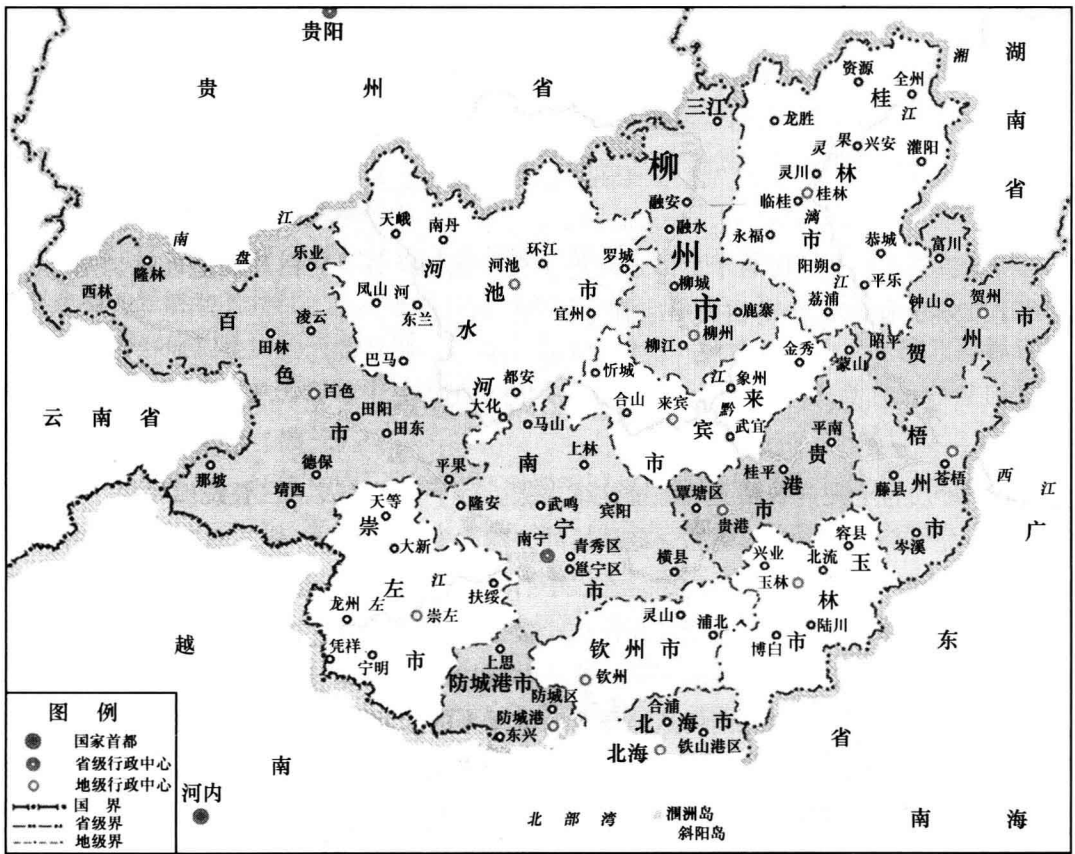 贵阳
贵州省
湘
湖南省
资源
全州
桂林市
江
三江
龙胜
灵果
兴安
灌阳
柳州市
灵川
桂林
融安
临桂
漓江
南盘江
天峨
南丹
融水
永福
恭城
富川
隆林
乐业
河池市
环江
罗城
河池
柳城
阳朔
平乐
西林
凤山
河
东兰
水
宜州
鹿寨
荔浦
钟山
贺州
贺州市
百色市
凌云
田林
柳江
柳州
金秀
蒙山
昭平
巴马
忻城
江
象州
来宾市
河
都安
百色
大化
合山
来宾
黔
武宣
云南省
田阳
田东
马山
平南
梧州市
南宁市
上林
贵港市
那坡
德保
平果
桂平
藤县
苍梧
西江
靖西
天等
隆安
武鸣
宾阳
覃塘区
贵港
广东省
崇左市
大新
南宁
青秀区
邕宁区
横县
兴业
容县
玉林市
岑溪
北流
玉林
左江
扶绥
龙州
崇左
灵山
浦北
陆川
越南
凭祥
宁明
上思
钦州市
博白
防城港市
钦州
防城区
防城港
东兴
合浦
北海市
铁山港区
北海
图例
国家首都
省级行政中心
地级行政中心
国界
省级界
地级界
河内
北部湾
涠洲岛
斜阳岛
南海